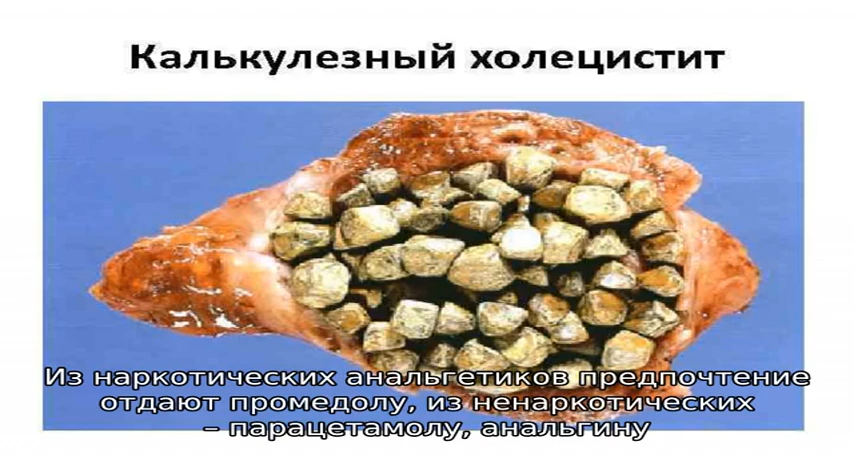 Калькулезный холецистит
Из наркотических анальгетиков предпочтение
отдают промедолу, из ненаркотических
– парацетамолу, анальгину